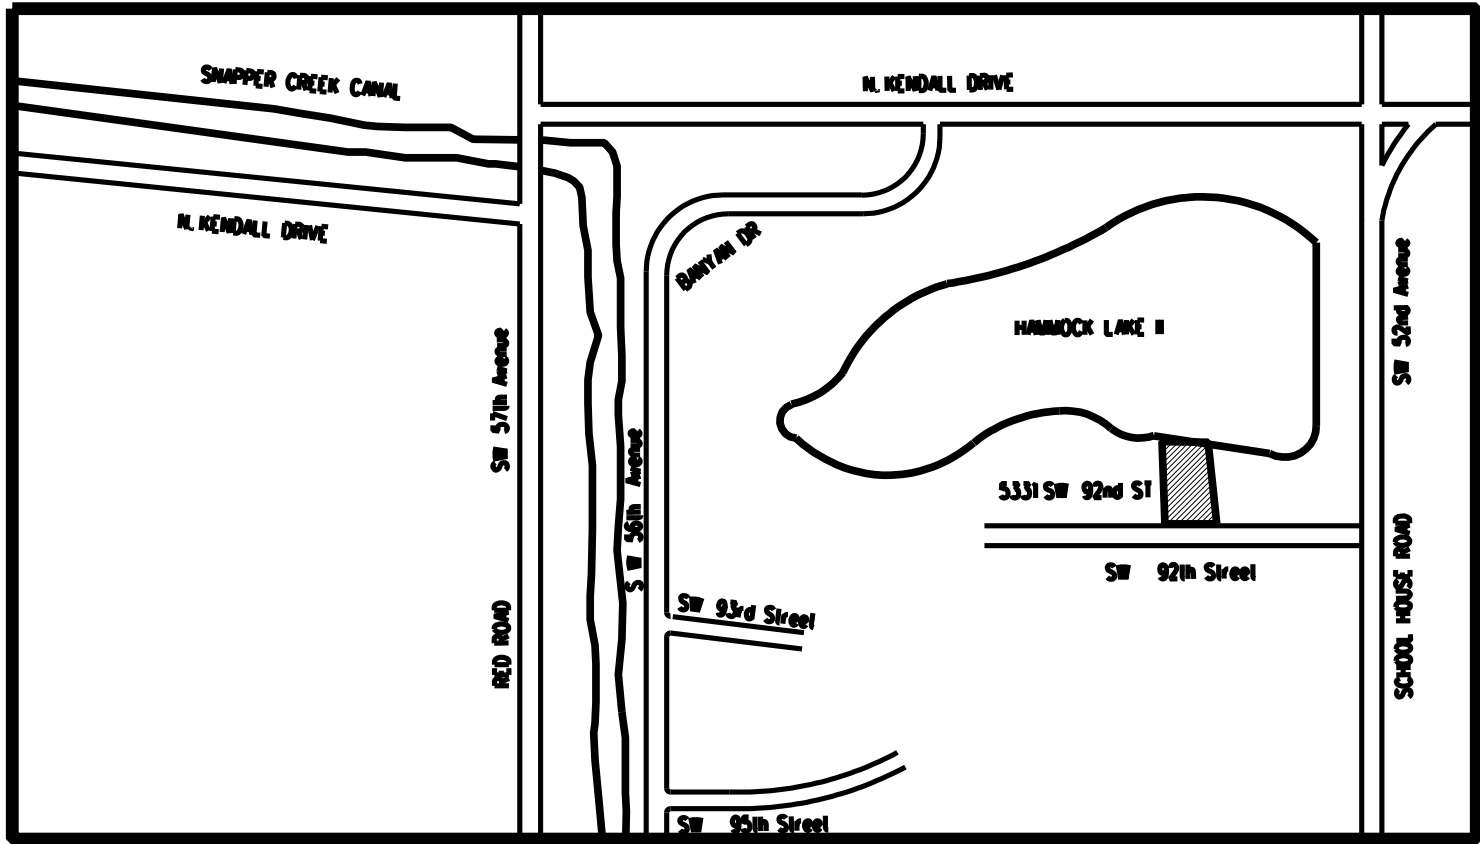 SNAPPER CREEK CANAL
N. KENDALL DRIVE
N. KENDALL DRIVE
BANYAN DR
HAMMOCK LAKE II
SW 52nd Avenue
SW 57th Avenue
S W 56th Avenue
5331 SW 92nd ST
SW 92th Street
SCHOOL HOUSE ROAD
RED ROAD
SW 93rd Street
SW 95th Street